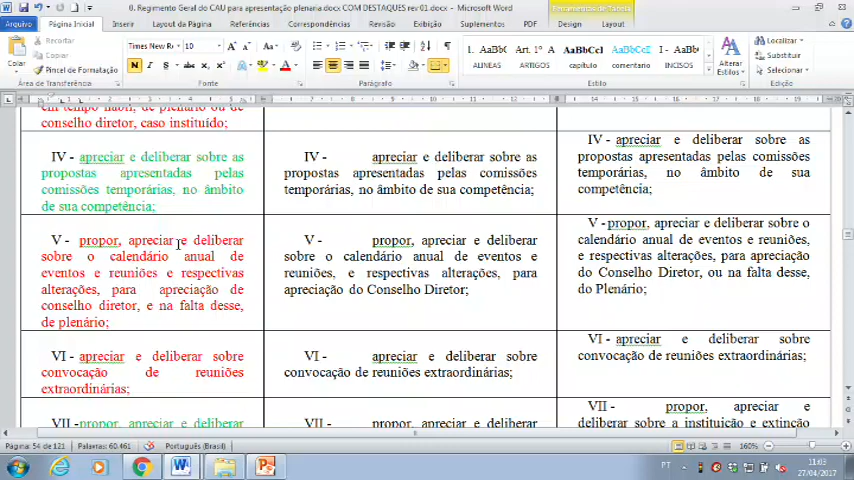 0. Regimento Geral do CAU para apresentação plenaria.docx COM DESTAQUES rev 01.docx - Microsoft Word
Arquivo Página Inicial Inserir Layout da Página Referências Correspondências Revisão Exibição Suplementos PDF Design Layout
Recortar
Copiar
Pincel de Formatação
Colar
Área de Transferência
Times New R 10
N I S abc
Fonte
Parágrafo
1. AaBb( Art. 1º A AaBbCcl AaBbC( I. AaBb(
ALINEAS ARTIGOS capítulo comentario INCISOS
Alterar Estilos
Estilo
Localizar
Substituir
Selecionar
Edição
em tempo hábil, de plenário ou de
conselho diretor, caso instituído;
IV - apreciar e deliberar sobre as
propostas apresentadas pelas
comissões temporárias, no âmbito
de sua competência;
IV - apreciar e deliberar sobre as
propostas apresentadas pelas comissões
temporárias, no âmbito de sua competência;
IV - apreciar e deliberar sobre as
propostas apresentadas pelas comissões
temporárias, no âmbito de sua
competência;
V - propor, apreciar e deliberar
sobre o calendário anual de
eventos e reuniões e respectivas
alterações, para apreciação de
conselho diretor, e na falta desse,
de plenário;
V - propor, apreciar e deliberar
sobre o calendário anual de eventos e
reuniões, e respectivas alterações, para
apreciação do Conselho Diretor;
V - propor, apreciar e deliberar sobre o
calendário anual de eventos e reuniões,
e respectivas alterações, para apreciação
do Conselho Diretor, ou na falta desse,
do Plenário;
VI - apreciar e deliberar sobre
convocação de reuniões
extraordinárias;
VI - apreciar e deliberar sobre
convocação de reuniões extraordinárias;
VI - apreciar e deliberar sobre
convocação de reuniões extraordinárias;
VII - propor, apreciar e deliberar
VII - propor, apreciar e deliberar
VII - propor, apreciar e
deliberar sobre a instituição e extinção
Página: 54 de 121 Palavras: 60.461 Português (Brasil) 160%
PT 11:03
27/04/2017